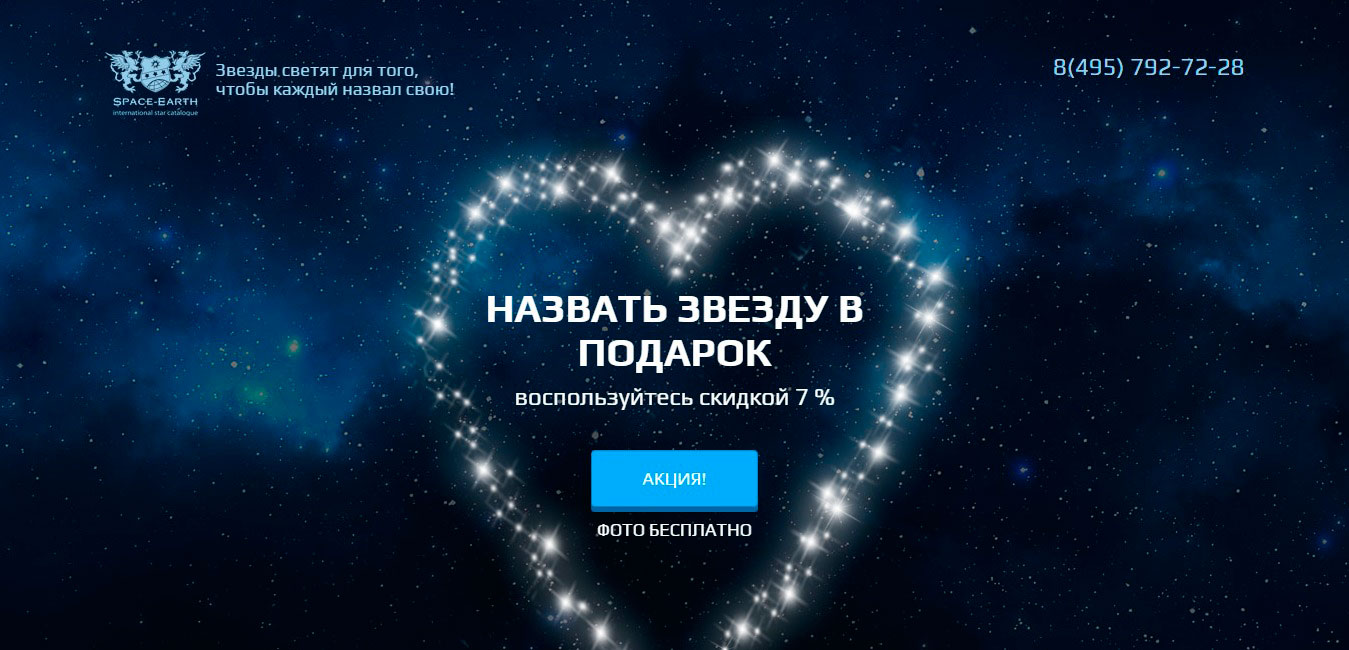 Звезды светят для того,
чтобы каждый назвал свою!
SPACE-EARTH
international star catalogue
8(495) 792-72-28
НАЗВАТЬ ЗВЕЗДУ В
ПОДАРОК
воспользуйтесь скидкой 7 %
АКЦИЯ!
ФОТО БЕСПЛАТНО